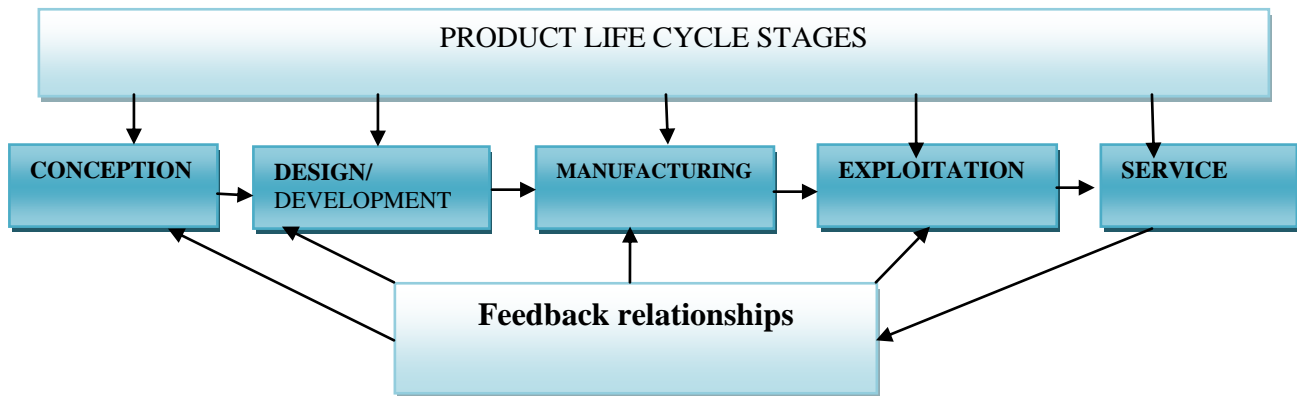 PRODUCT LIFE CYCLE STAGES
CONCEPTION
DESIGN/
DEVELOPMENT
MANUFACTURING
EXPLOITATION
SERVICE
Feedback relationships